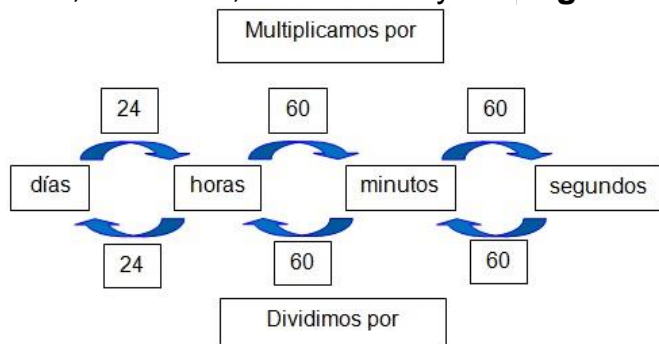 Multiplicamos por
24 60 60
días horas minutos segundos
24 60 60
Dividimos por